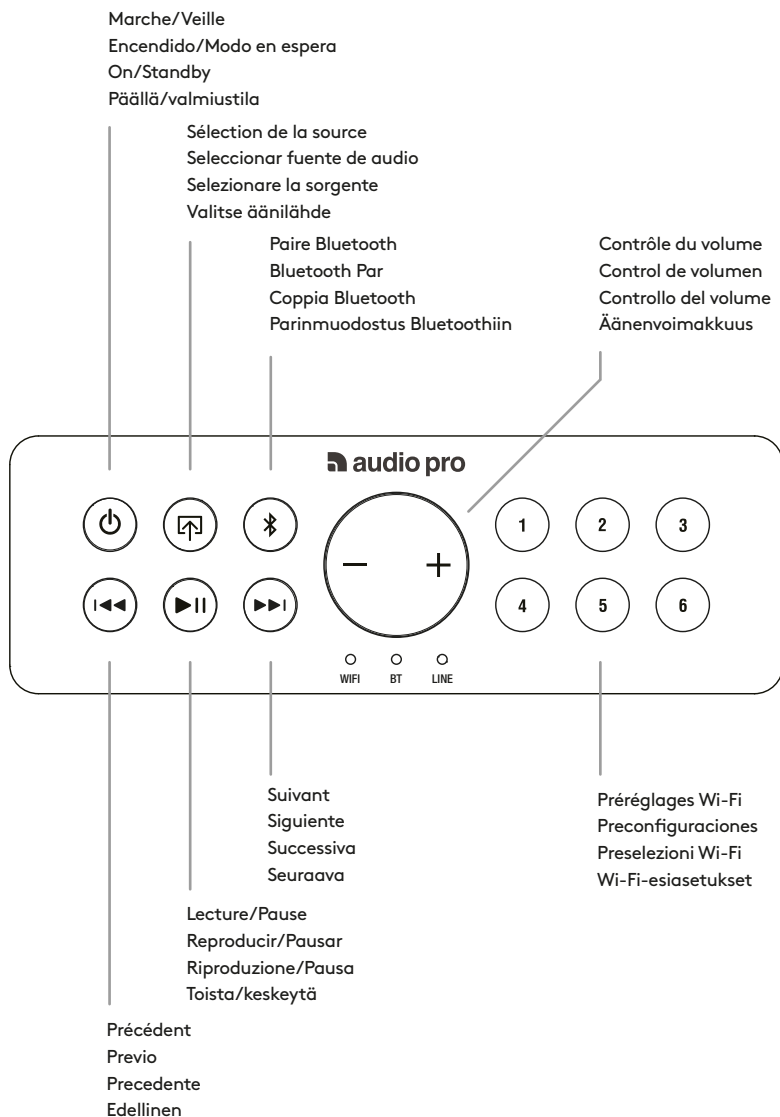 Marche/Veille
Encendido/Modo en espera
On/Standby
Päällä/valmiustila
Sélection de la source
Seleccionar fuente de audio
Selezionare la sorgente
Valitse äänilähde
Paire Bluetooth
Bluetooth Par
Coppia Bluetooth
Parinmuodostus Bluetoothiin
Contrôle du volume
Control de volumen
Controllo del volume
Äänenvoimakkuus
audio pro
1 2 3
4 5 6
WIFI BT LINE
Suivant
Siguiente
Successiva
Seuraava
Préréglages Wi-Fi
Preconfiguraciones
Preselezioni Wi-Fi
Wi-Fi-esiasetukset
Lecture/Pause
Reproducir/Pausar
Riproduzione/Pausa
Toista/keskeytä
Précédent
Previo
Precedente
Edellinen